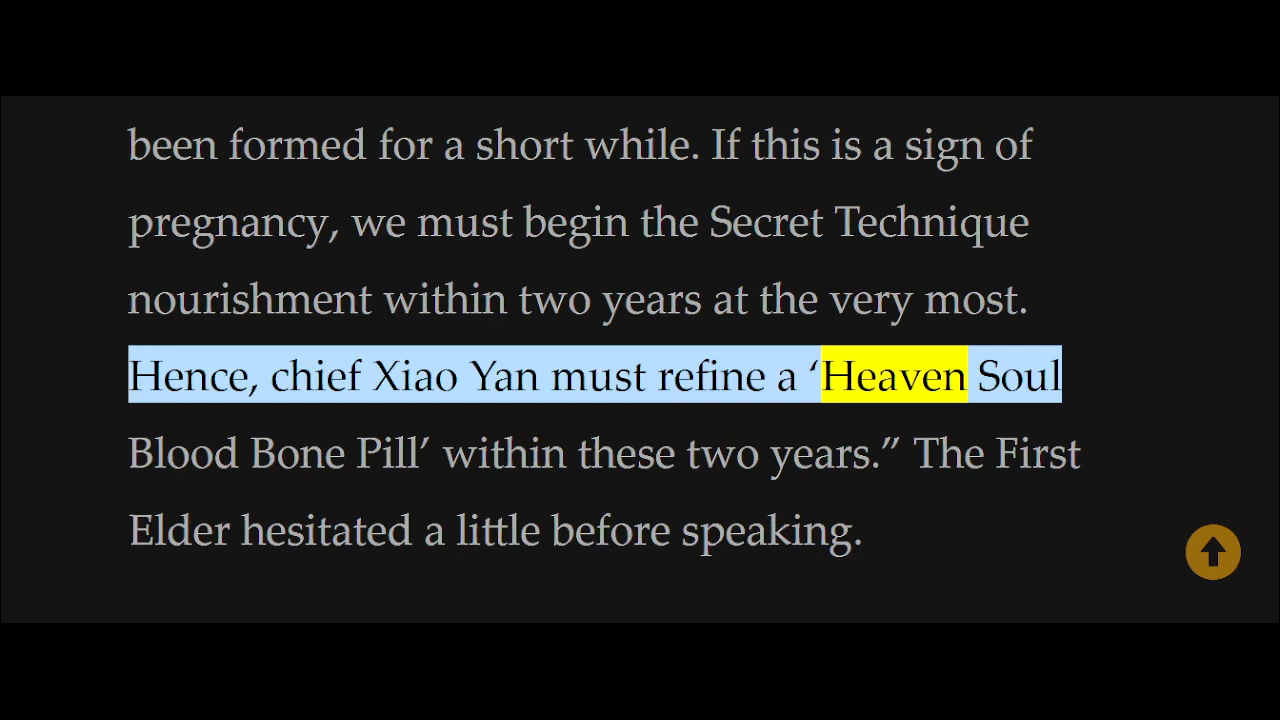 been formed for a short while. If this is a sign of
pregnancy, we must begin the Secret Technique
nourishment within two years at the very most.
Hence, chief Xiao Yan must refine a ‘Heaven Soul
Blood Bone Pill’ within these two years.” The First
Elder hesitated a little before speaking.